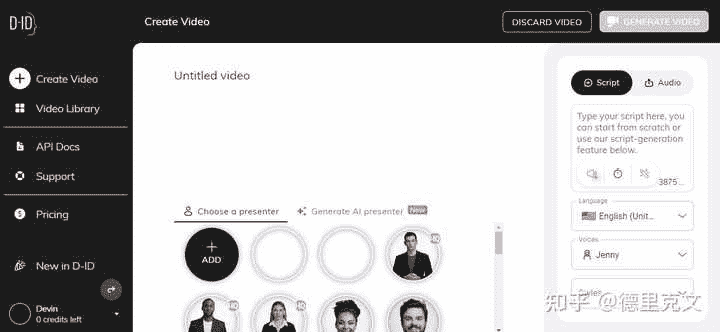 D-ID
Create Video
DISCARD VIDEO
GENERATE VIDEO
Create Video
Video Library
API Docs
Support
Pricing
New in D-ID
Devin
0 credits left
Untitled video
Choose a presenter
Generate AI presenter
New
ADD
HQ
HQ
HQ
Script
Audio
Type your script here, you
can start from scratch or
use our script-generation
feature below.
3875 ...
Language
English (Unit...
Voices
Jenny
Styles
知乎 @德里克文